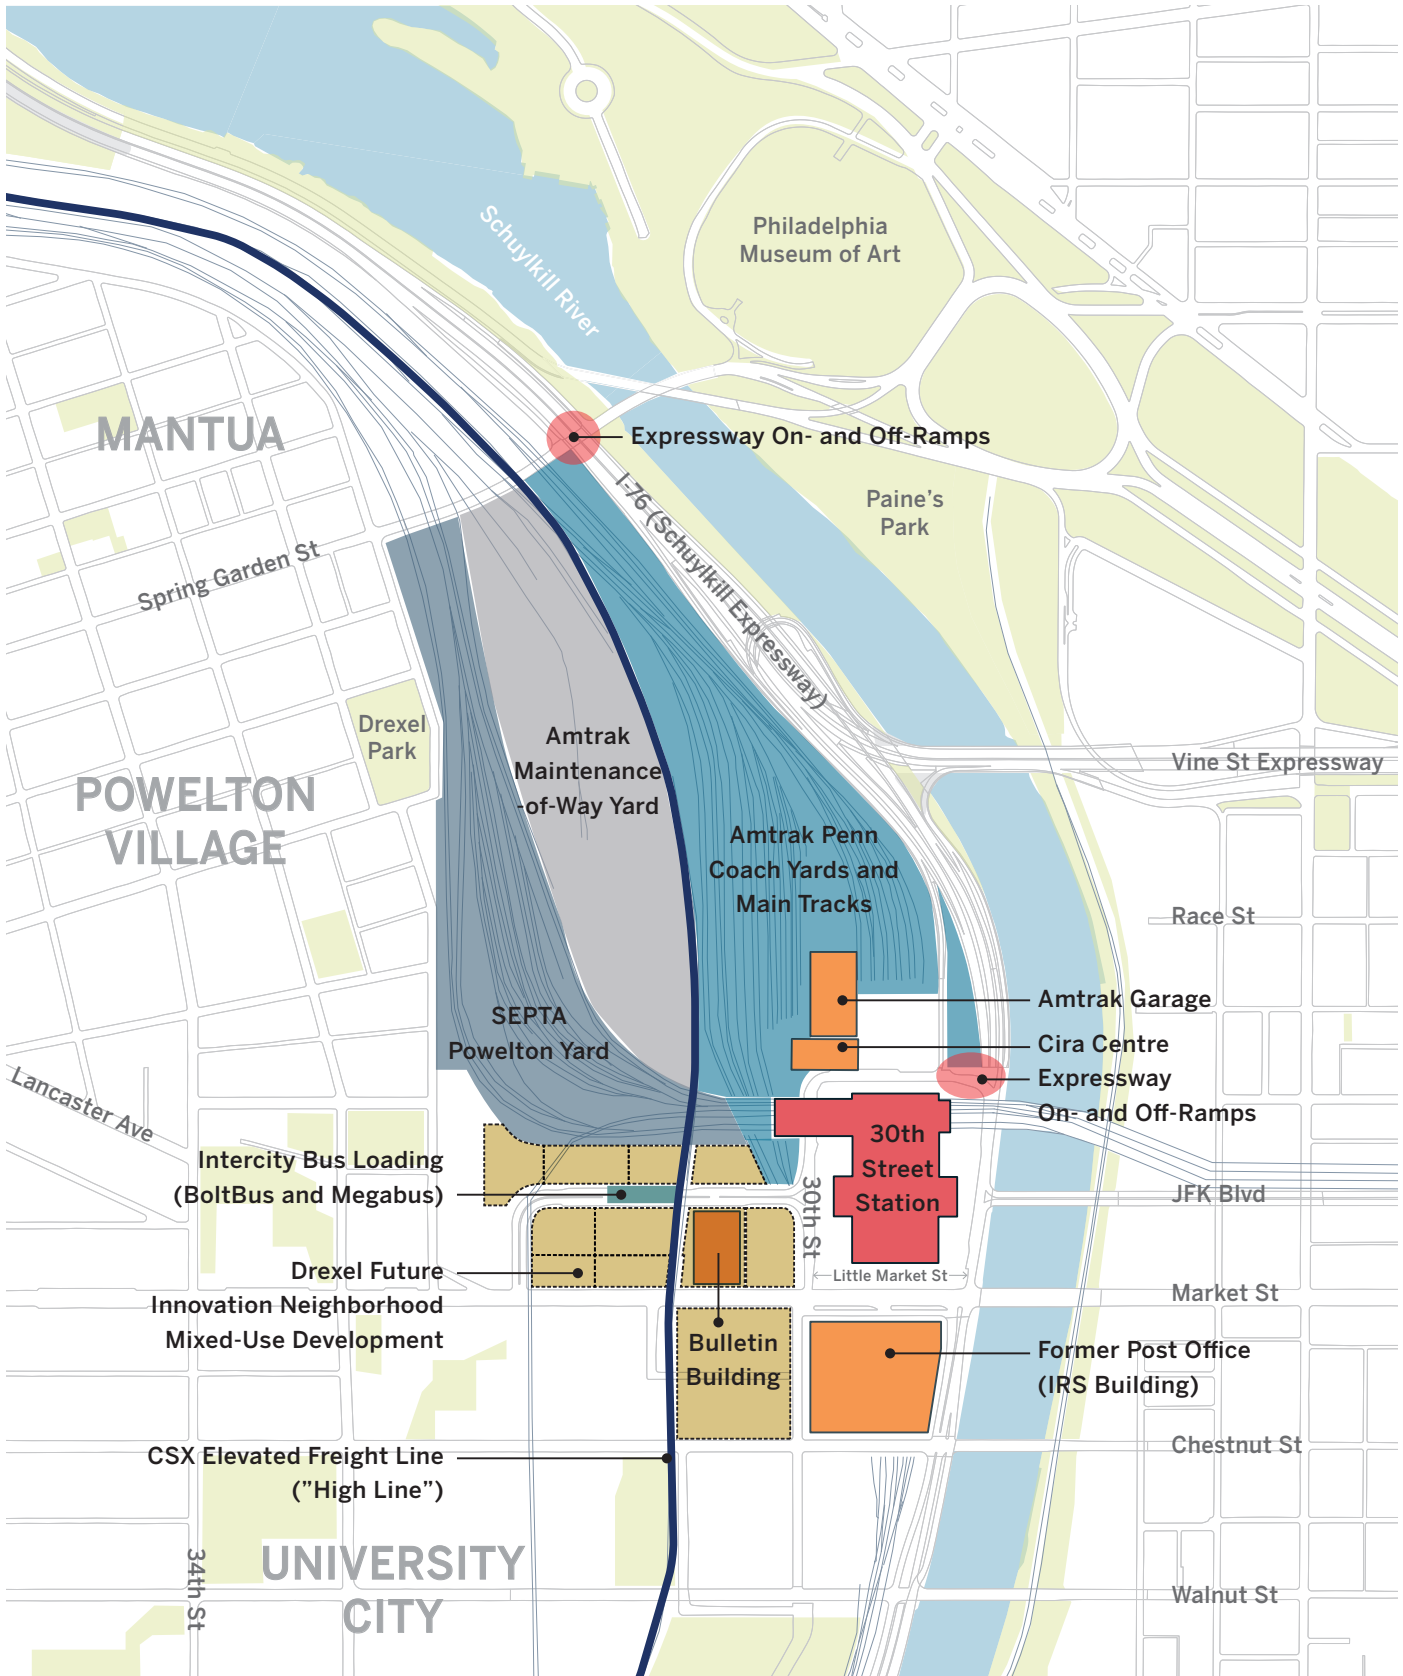 Philadelphia
Museum of Art
Schuylkill River
MANTUA
Expressway On- and Off-Ramps
I-76 (Schuylkill Expressway)
Paine's
Park
Spring Garden St
Drexel
Park
Amtrak
Maintenance
-of-Way Yard
Vine St Expressway
POWELTON
VILLAGE
Amtrak Penn
Coach Yards and
Main Tracks
Race St
Amtrak Garage
SEPTA
Powelton Yard
Cira Centre
Expressway
On- and Off-Ramps
Lancaster Ave
30th
Street
Station
Intercity Bus Loading
(BoltBus and Megabus)
30th St
JFK Blvd
Drexel Future
Innovation Neighborhood
Mixed-Use Development
Little Market St
Market St
Bulletin
Building
Former Post Office
(IRS Building)
Chestnut St
CSX Elevated Freight Line
(”High Line”)
34th St
UNIVERSITY
CITY
Walnut St